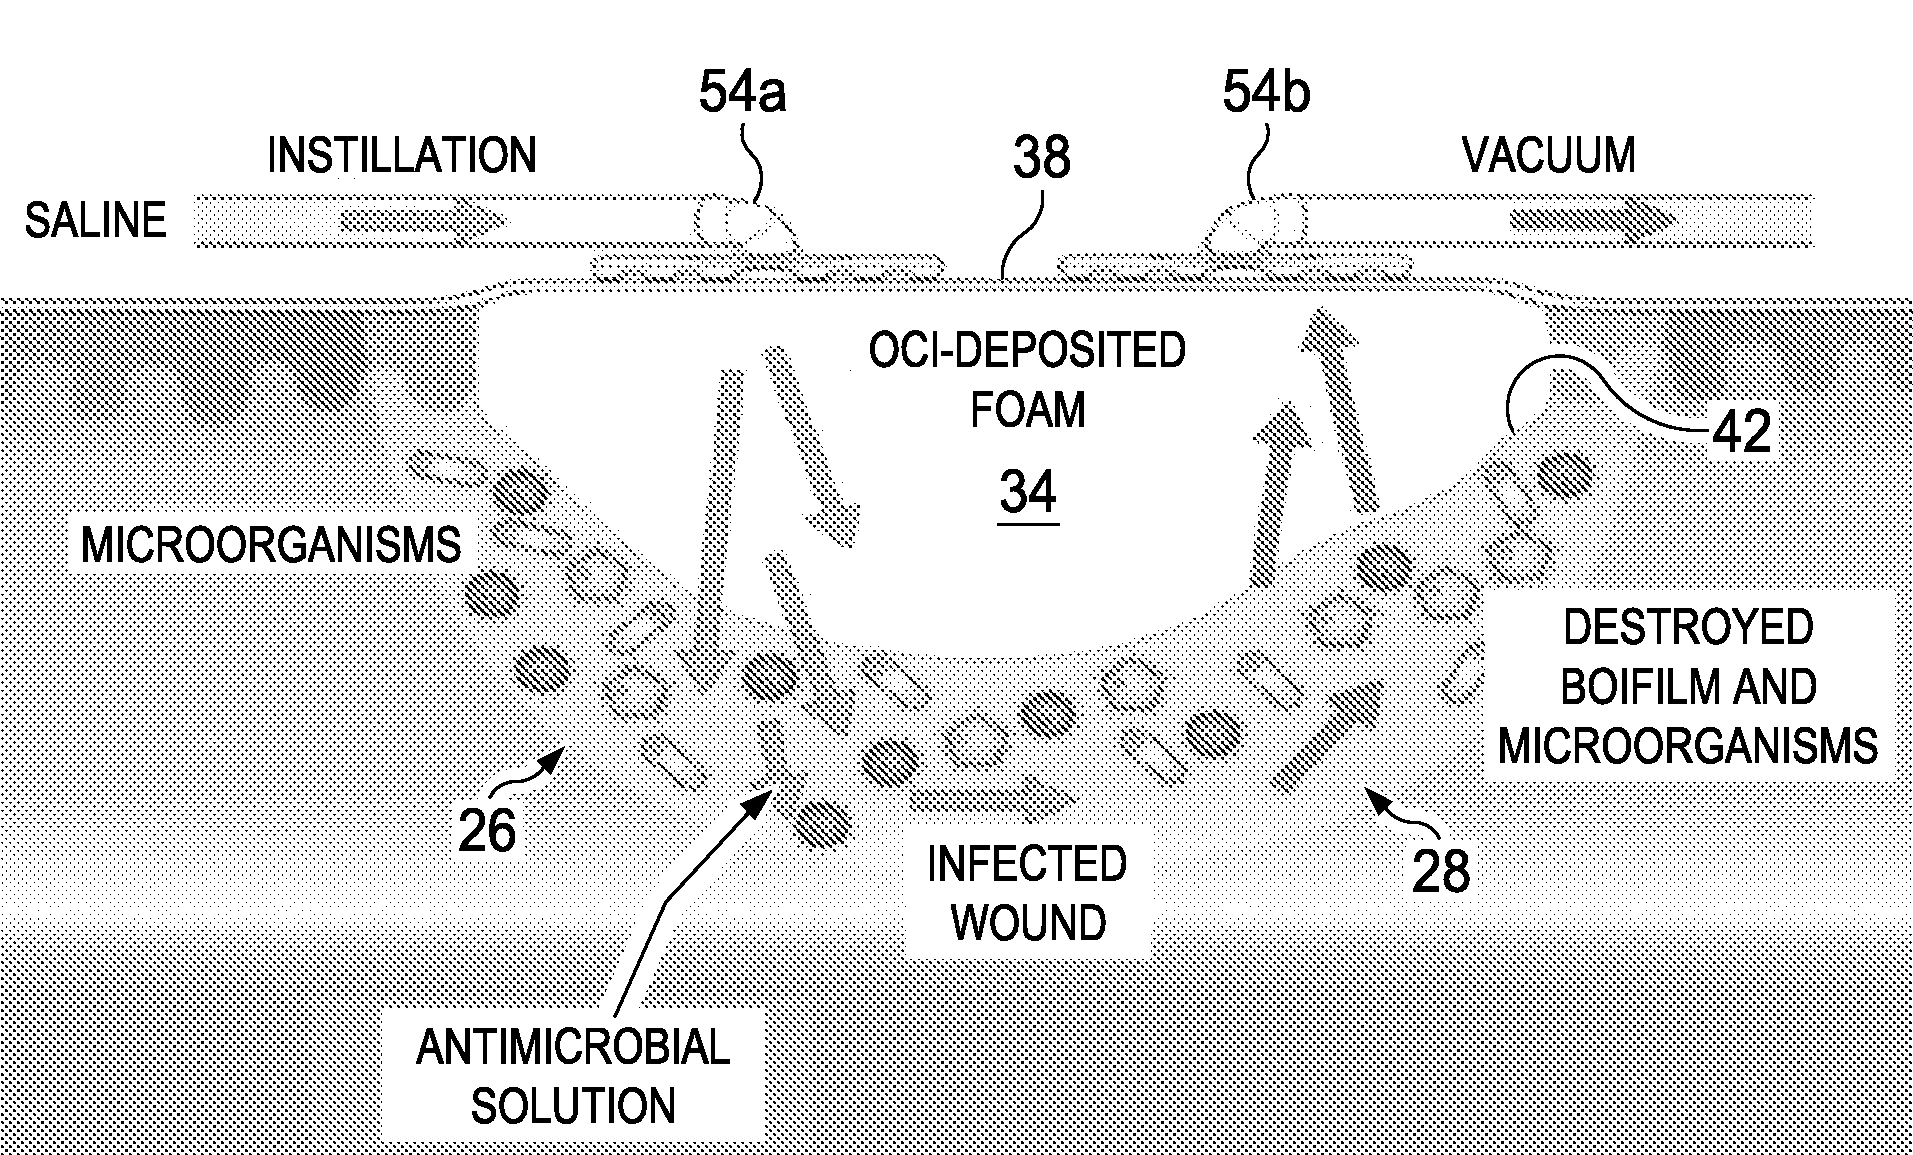 54a
54b
INSTILLATION
38
VACUUM
SALINE
OCI-DEPOSITED
FOAM
34
42
MICROORGANISMS
DESTROYED
BOIFILM AND
MICROORGANISMS
26
28
INFECTED
WOUND
ANTIMICROBIAL
SOLUTION